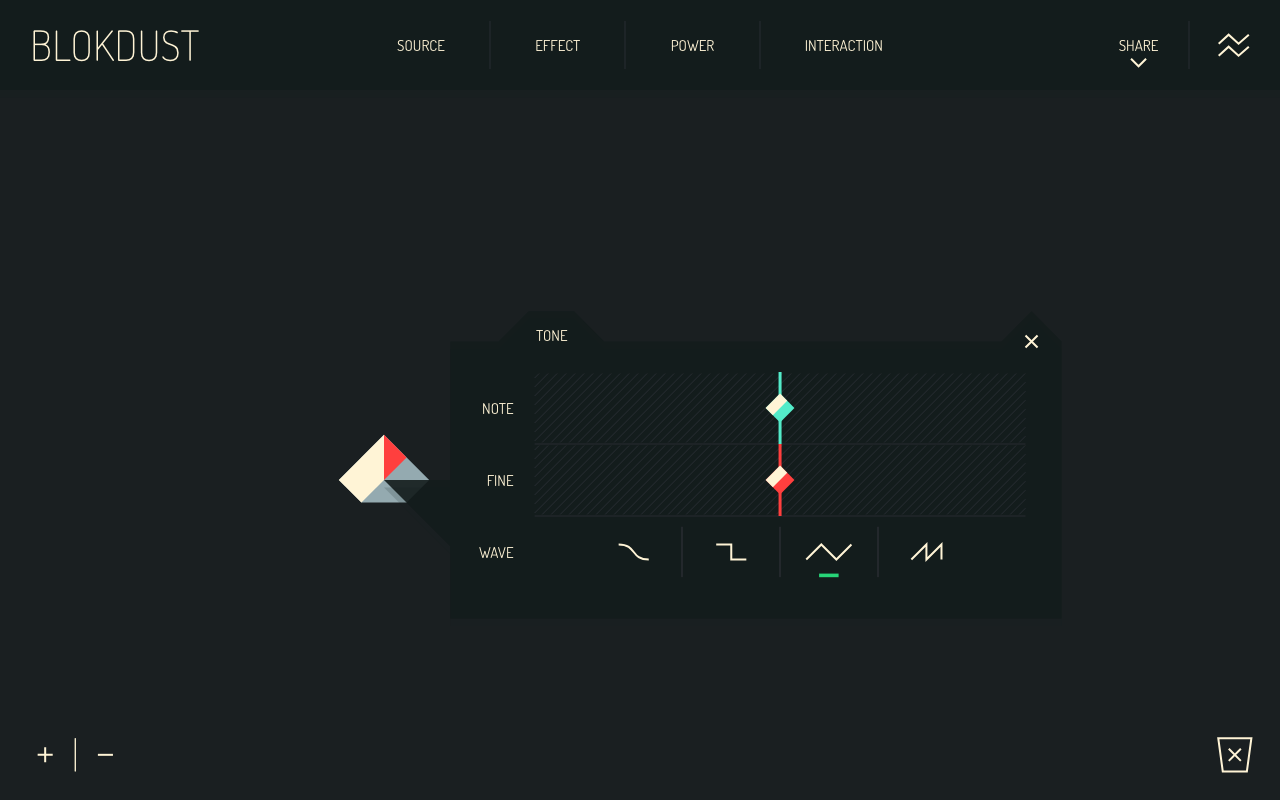 BLOKDUST
SOURCE
EFFECT
POWER
INTERACTION
SHARE
TONE
NOTE
FINE
WAVE